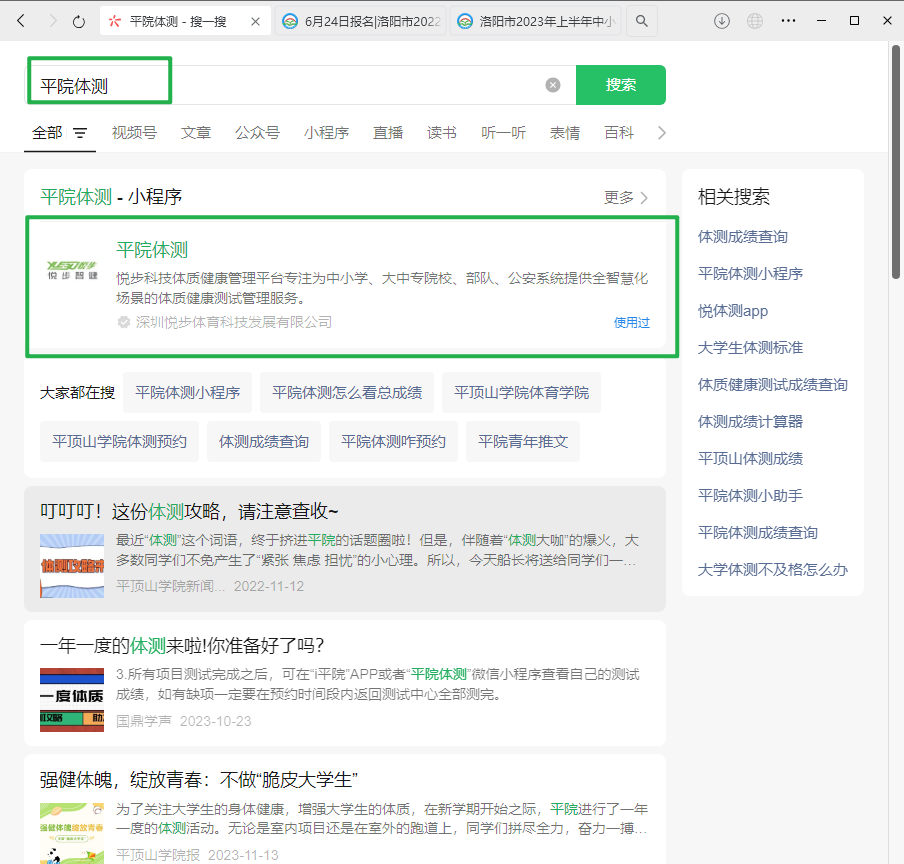 平院体测 - 搜一搜
6月24日报名|洛阳市2022
洛阳市2023年上半年中小
平院体测
搜索
全部 视频号 文章 公众号 小程序 直播 读书 听一听 表情 百科
平院体测 - 小程序 更多
平院体测
悦步科技体质健康管理平台专注为中小学、大中专院校、部队、公安系统提供全智慧化
场景的体质健康测试管理服务。
悦步智健
深圳悦步体育科技发展有限公司 使用过
大家都在搜 平院体测小程序 平院体测怎么看总成绩 平顶山学院体育学院
平顶山学院体测预约 体测成绩查询 平院体测咋预约 平院青年推文
叮叮叮！这份体测攻略，请注意查收~
最近“体测”这个词语，终于挤进平院的话题圈啦！但是，伴随着“体测大咖”的爆火，大
多数同学们不免产生了“紧张 焦虑 担忧”的小心理。所以，今天船长将送给同学们一...
平顶山学院新闻... 2022-11-12
一年一度的体测来啦!你准备好了吗?
3.所有项目测试完成之后，可在“i平院”APP或者“平院体测”微信小程序查看自己的测试
成绩，如有缺项一定要在预约时间段内返回测试中心全部测完。
一度体质
攻略 助
国鼎学声 2023-10-23
强健体魄，绽放青春：不做“脆皮大学生”
为了关注大学生的身体健康，增强大学生的体质，在新学期开始之际，平院进行了一年
一度的体测活动。无论是室内项目还是在室外的跑道上，同学们拼尽全力，奋力一搏...
强健体魄绽放青春
平顶山学院报 2023-11-13
相关搜索
体测成绩查询
平院体测小程序
悦体测app
大学生体测标准
体质健康测试成绩查询
体测成绩计算器
平顶山体测成绩
平院体测小助手
平院体测成绩查询
大学体测不及格怎么办